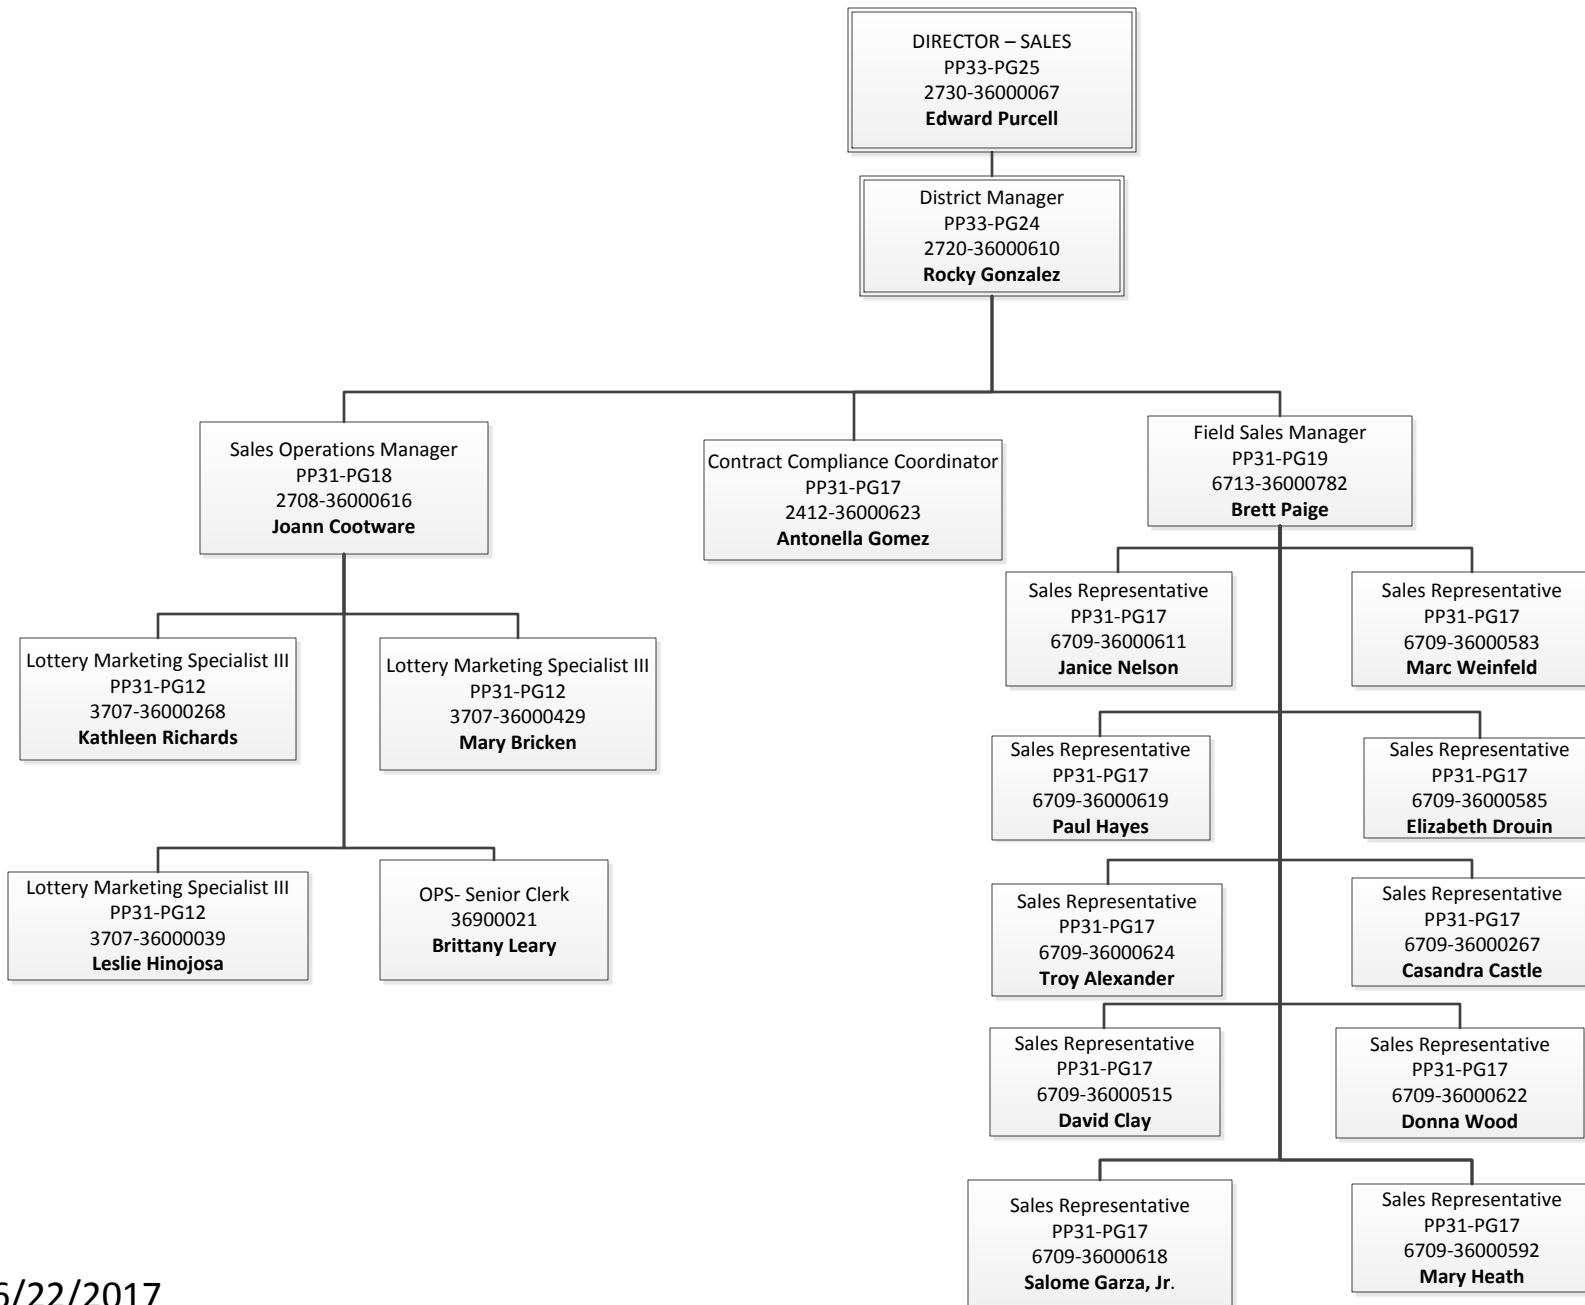 DIRECTOR – SALES
PP33-PG25
2730-36000067
Edward Purcell
District Manager
PP33-PG24
2720-36000610
Rocky Gonzalez
Sales Operations Manager
PP31-PG18
2708-36000616
Joann Cootware
Contract Compliance Coordinator
PP31-PG17
2412-36000623
Antonella Gomez
Field Sales Manager
PP31-PG19
6713-36000782
Brett Paige
Lottery Marketing Specialist III
PP31-PG12
3707-36000268
Kathleen Richards
Lottery Marketing Specialist III
PP31-PG12
3707-36000429
Mary Bricken
Lottery Marketing Specialist III
PP31-PG12
3707-36000039
Leslie Hinojosa
OPS- Senior Clerk
36900021
Brittany Leary
Sales Representative
PP31-PG17
6709-36000611
Janice Nelson
Sales Representative
PP31-PG17
6709-36000583
Marc Weinfeld
Sales Representative
PP31-PG17
6709-36000619
Paul Hayes
Sales Representative
PP31-PG17
6709-36000585
Elizabeth Drouin
Sales Representative
PP31-PG17
6709-36000624
Troy Alexander
Sales Representative
PP31-PG17
6709-36000267
Casandra Castle
Sales Representative
PP31-PG17
6709-36000515
David Clay
Sales Representative
PP31-PG17
6709-36000622
Donna Wood
Sales Representative
PP31-PG17
6709-36000618
Salome Garza, Jr.
Sales Representative
PP31-PG17
6709-36000592
Mary Heath
6/22/2017